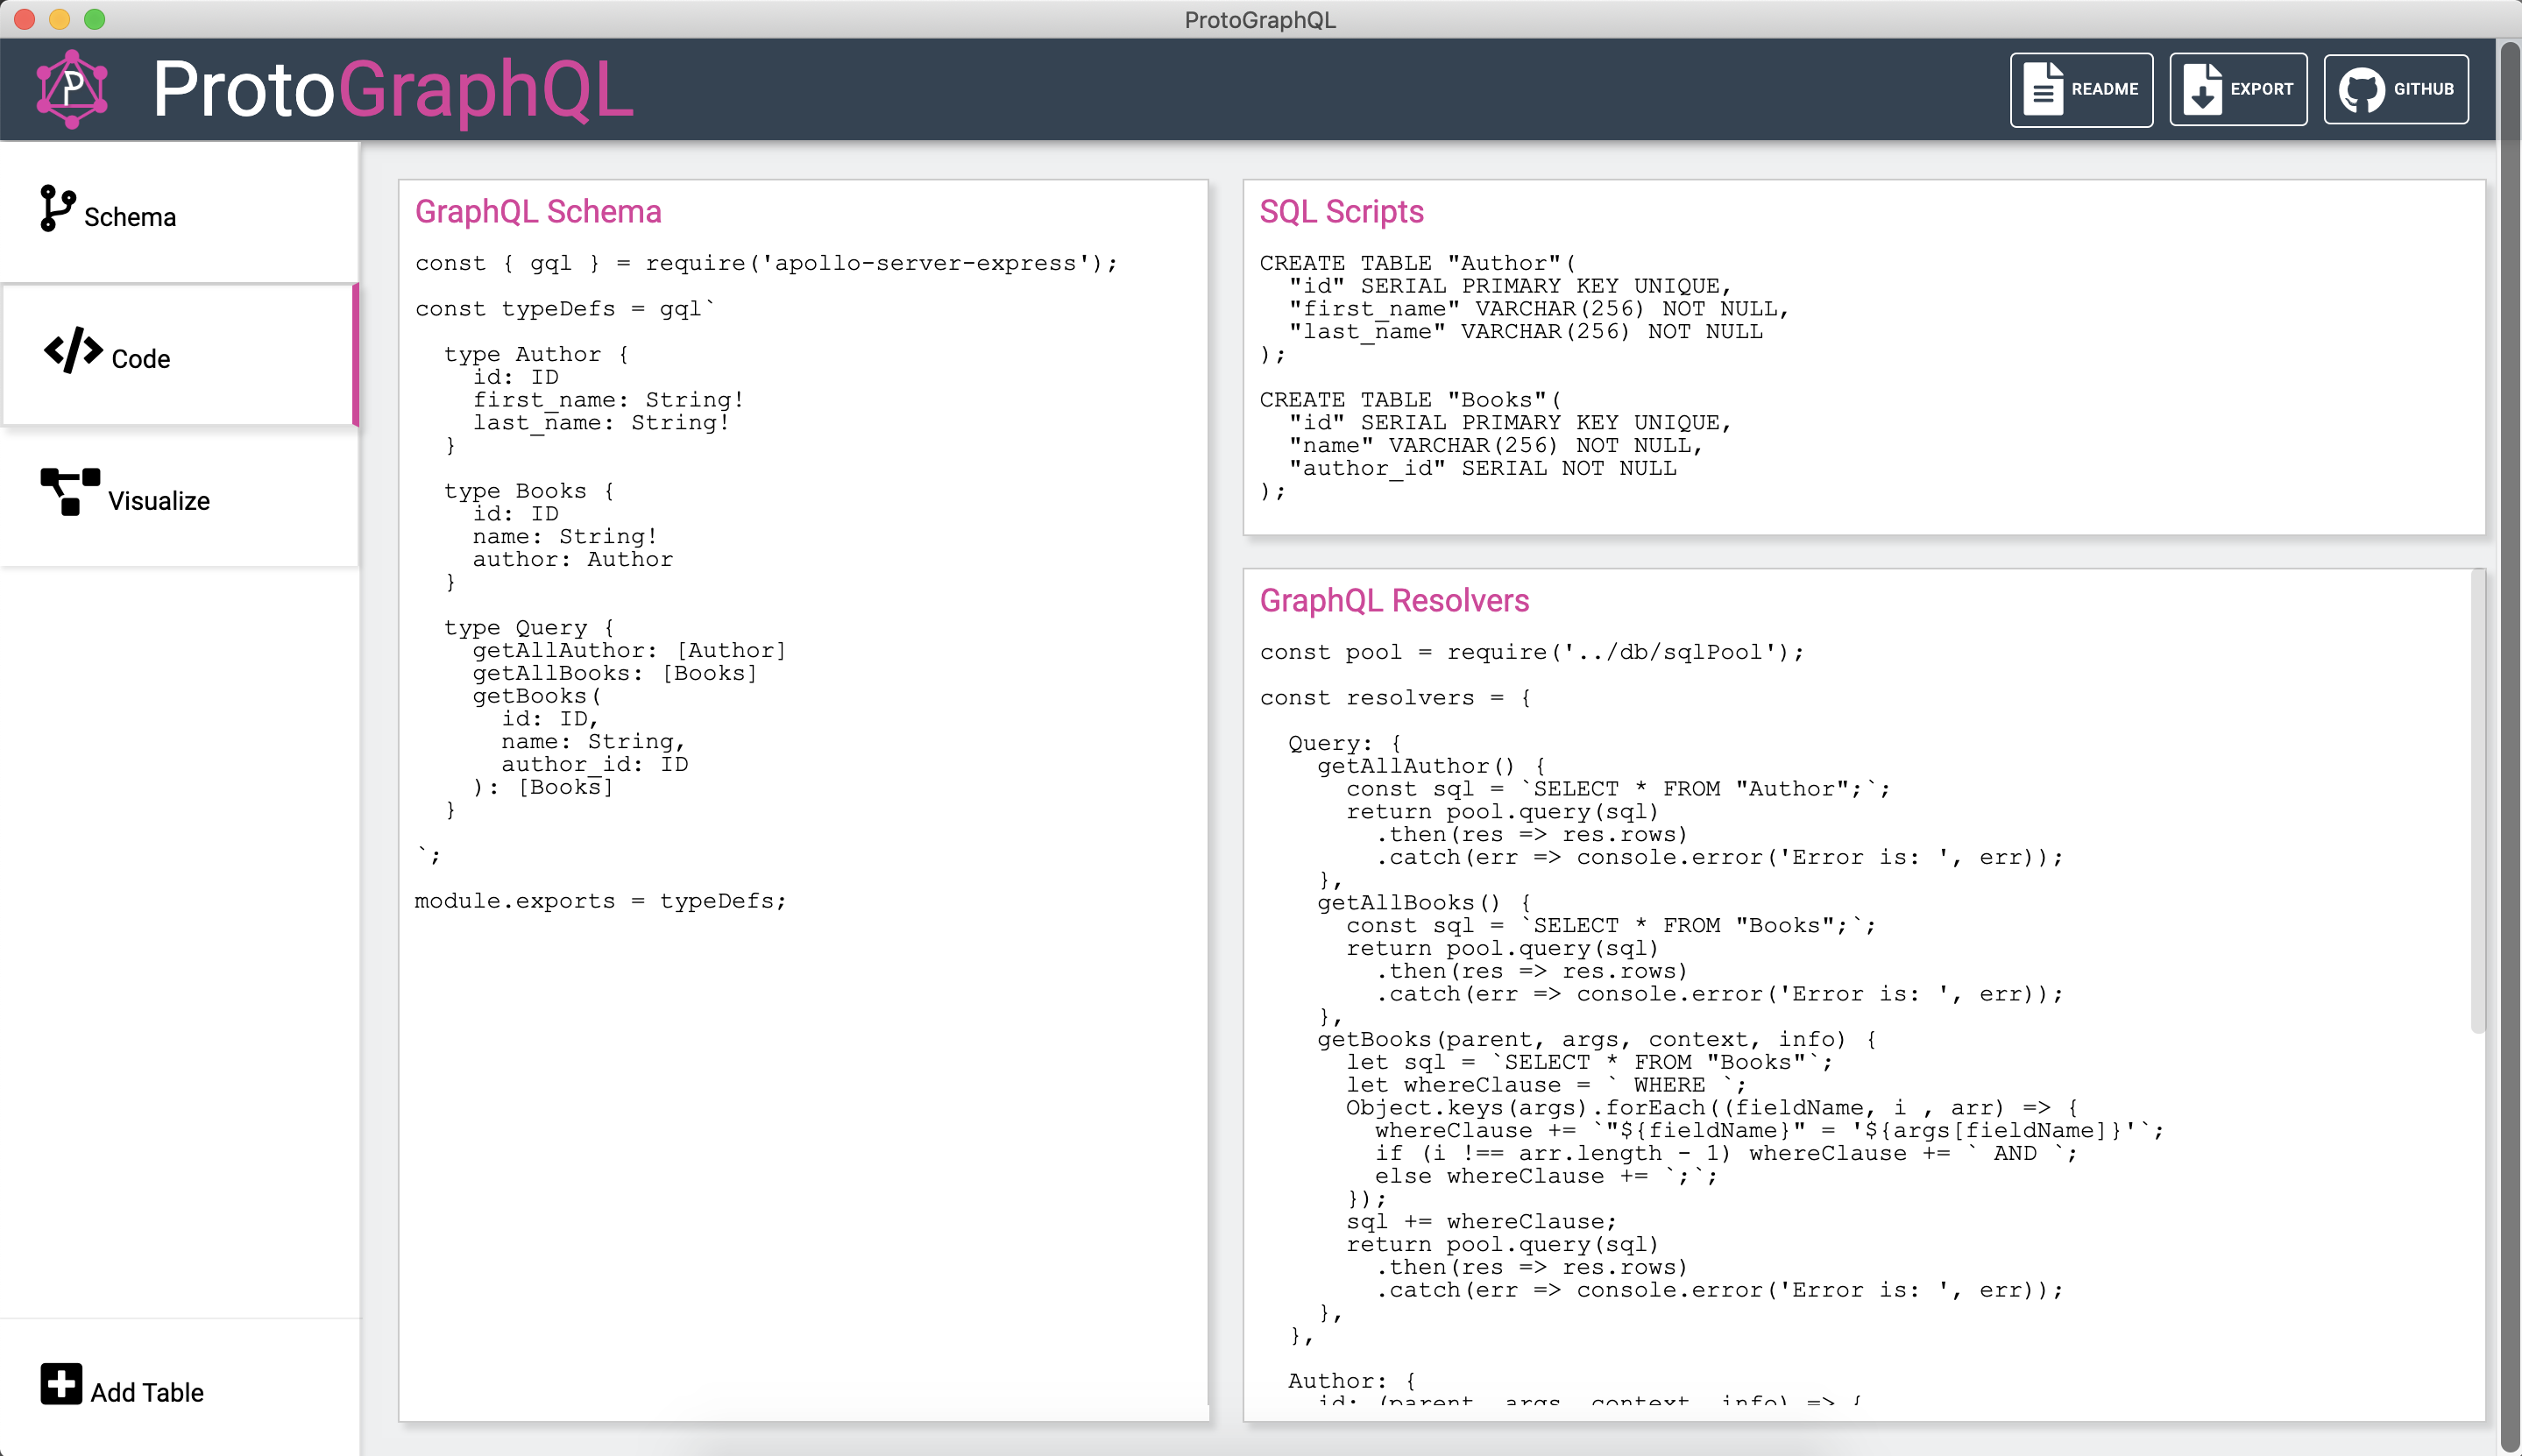 ProtoGraphQL
P
ProtoGraphQL
README
EXPORT
GITHUB
Schema
Code
Visualize
Add Table
GraphQL Schema
const { gql } = require('apollo-server-express');
const typeDefs = gql`
type Author {
id: ID
first_name: String!
last_name: String!
}
type Books {
id: ID
name: String!
author: Author
}
type Query {
getAllAuthor: [Author]
getAllBooks: [Books]
getBooks(
id: ID,
name: String,
author_id: ID
): [Books]
}
`;
module.exports = typeDefs;
SQL Scripts
CREATE TABLE "Author"(
"id" SERIAL PRIMARY KEY UNIQUE,
"first_name" VARCHAR(256) NOT NULL,
"last_name" VARCHAR(256) NOT NULL
);
CREATE TABLE "Books"(
"id" SERIAL PRIMARY KEY UNIQUE,
"name" VARCHAR(256) NOT NULL,
"author_id" SERIAL NOT NULL
);
GraphQL Resolvers
const pool = require('../db/sqlPool');
const resolvers = {
Query: {
getAllAuthor() {
const sql = `SELECT * FROM "Author";`;
return pool.query(sql)
.then(res => res.rows)
.catch(err => console.error('Error is: ', err));
},
getAllBooks() {
const sql = `SELECT * FROM "Books";`;
return pool.query(sql)
.then(res => res.rows)
.catch(err => console.error('Error is: ', err));
},
getBooks(parent, args, context, info) {
let sql = `SELECT * FROM "Books"`;
let whereClause = ` WHERE `;
Object.keys(args).forEach((fieldName, i , arr) => {
whereClause += `"${fieldName}" = '${args[fieldName]}'`;
if (i !== arr.length - 1) whereClause += ` AND `;
else whereClause += `;`;
});
sql += whereClause;
return pool.query(sql)
.then(res => res.rows)
.catch(err => console.error('Error is: ', err));
},
},
Author: {
id: (parent, args, context, info) => {